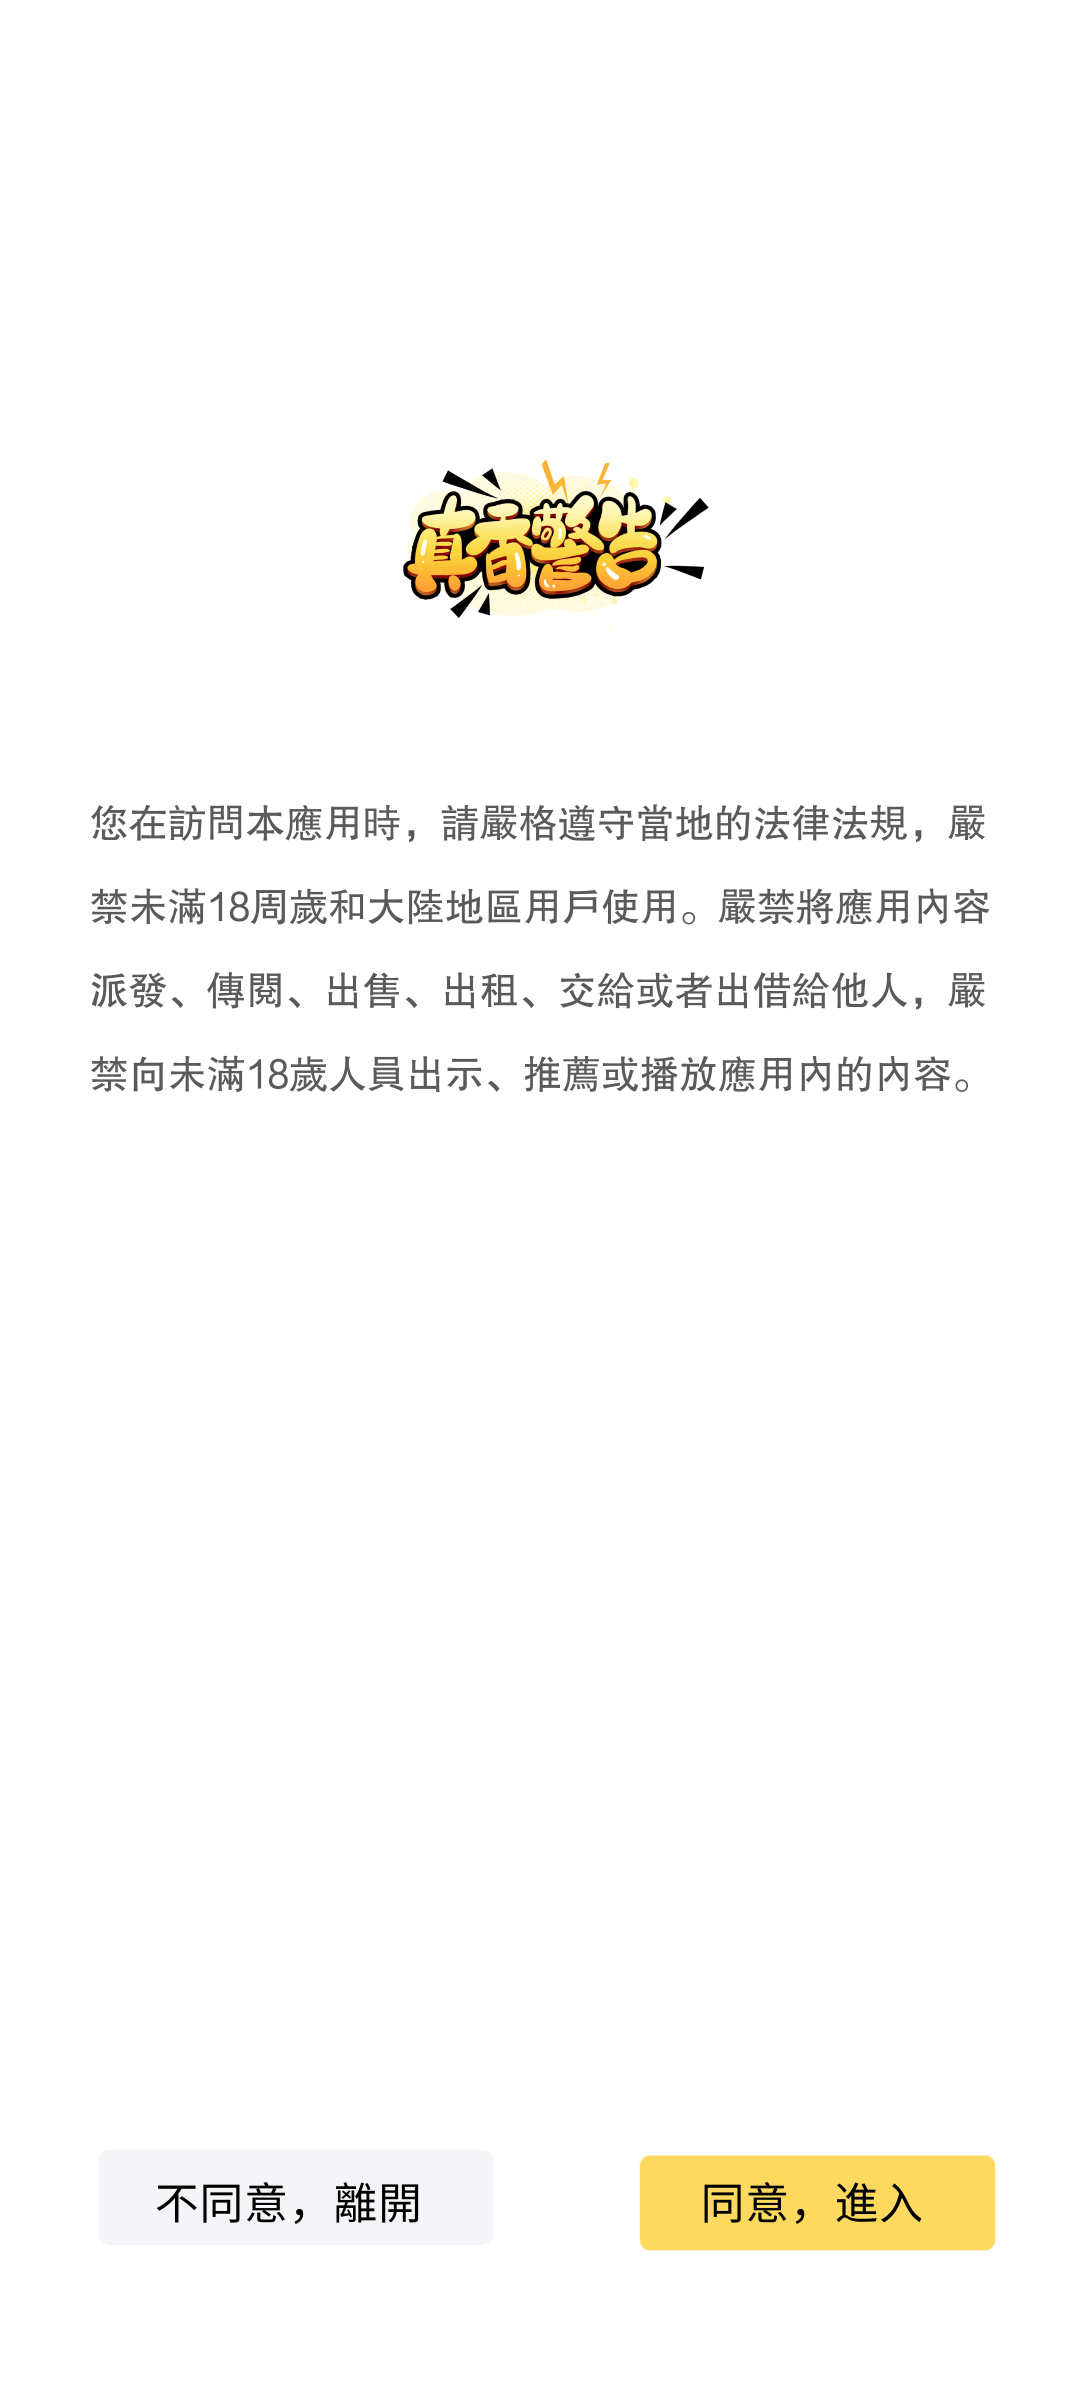 真香警告
您在訪問本應用時，請嚴格遵守當地的法律法規，嚴
禁未滿18周歲和大陸地區用戶使用。嚴禁將應用內容
派發、傳閱、出售、出租、交給或者出借給他人，嚴
禁向未滿18歲人員出示、推薦或播放應用內的內容。
不同意，離開
同意，進入